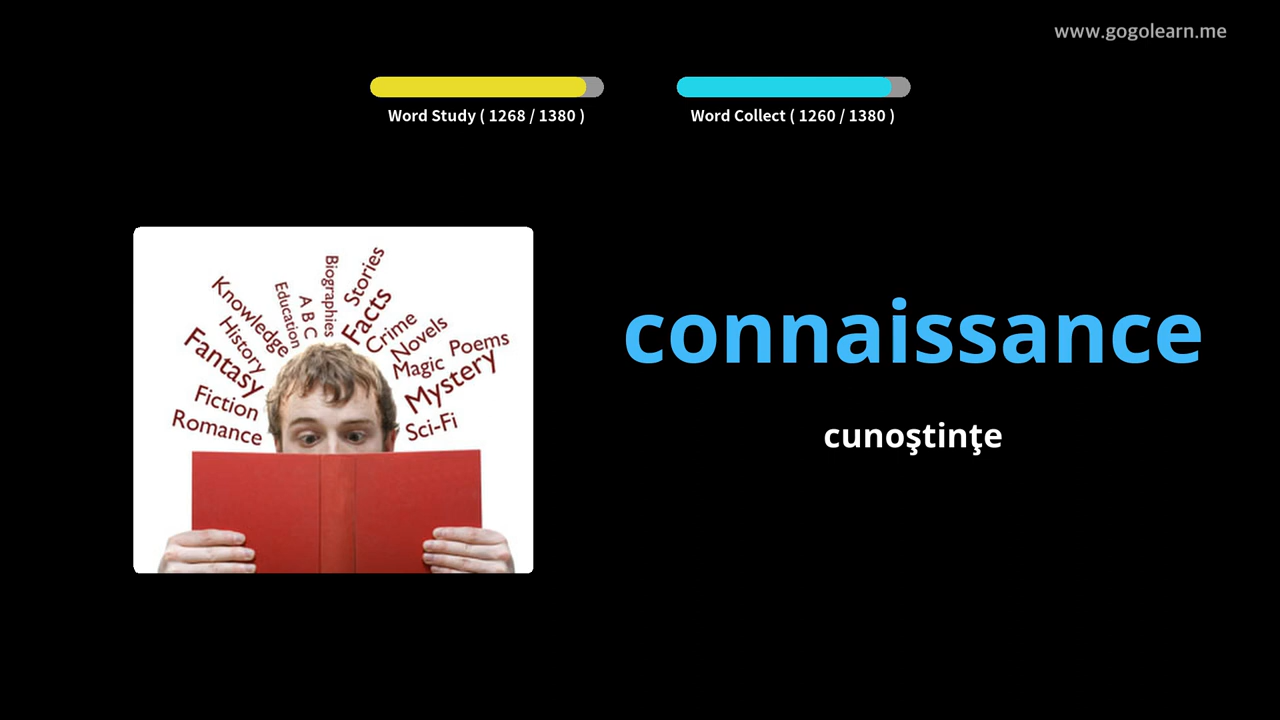 www.gogolearn.me
Word Study ( 1268 / 1380 )
Word Collect ( 1260 / 1380 )
Biographies
Stories
Education
A B C
Facts
Knowledge
Crime
History
Novels
Fantasy
Magic
Poems
Mystery
Fiction
Romance
Sci-Fi
connaissance
cunoştinţe